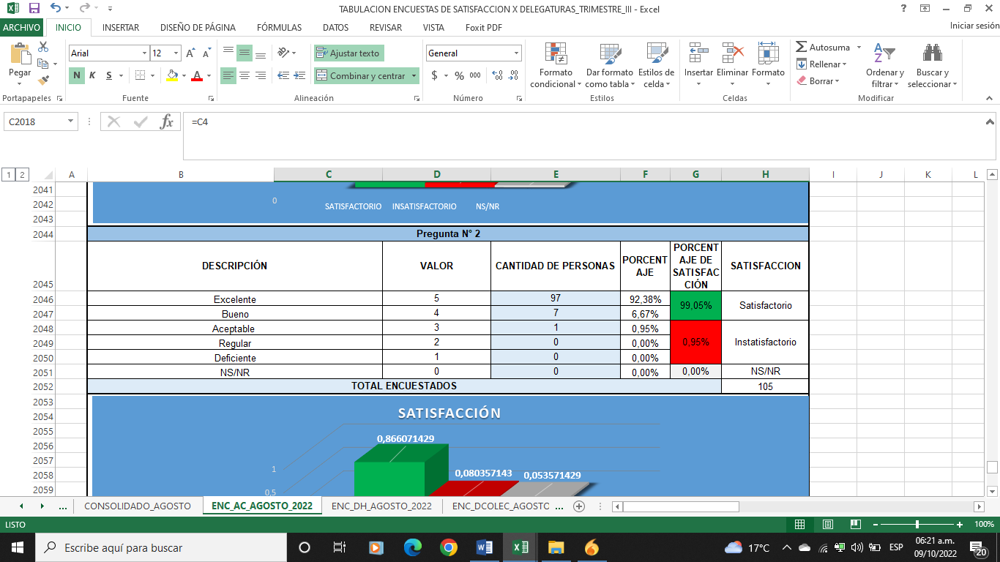 TABULACION ENCUESTAS DE SATISFACCION X DELEGATURAS_TRIMESTRE_III - Excel
ARCHIVO INICIO INSERTAR DISEÑO DE PÁGINA FÓRMULAS DATOS REVISAR VISTA Foxit PDF Iniciar sesión
Pegar
Arial 12
N K S
Ajustar texto
Combinar y centrar
General
$ % 000
Formato condicional
Dar formato como tabla
Estilos de celda
Insertar Eliminar Formato
Autosuma
Rellenar
Borrar
Ordenar y filtrar
Buscar y seleccionar
Portapapeles Fuente Alineación Número Estilos Celdas Modificar
C2018 fx =C4
1 2 A B C D E F G H I J K L
2041
2042 0 SATISFACTORIO INSATISFACTORIO NS/NR
2043
2044 Pregunta N° 2
2045 DESCRIPCIÓN VALOR CANTIDAD DE PERSONAS PORCENT AJE PORCENT AJE DE SATISFAC CIÓN SATISFACCION
2046 Excelente 5 97 92,38% 99,05% Satisfactorio
2047 Bueno 4 7 6,67%
2048 Aceptable 3 1 0,95%
2049 Regular 2 0 0,00% 0,95% Instatisfactorio
2050 Deficiente 1 0 0,00%
2051 NS/NR 0 0 0,00% 0,00% NS/NR
2052 TOTAL ENCUESTADOS 105
2053
2054 SATISFACCIÓN
2055
2056 0,866071429
2057
2058 1 0,080357143 0,053571429
2059 0,5
... CONSOLIDADO_AGOSTO ENC_AC_AGOSTO_2022 ENC_DH_AGOSTO_2022 ENC_DCOLEC_AGOSTO ...
LISTO 100%
Escribe aquí para buscar 17°C ESP 06:21 a.m.
09/10/2022 20